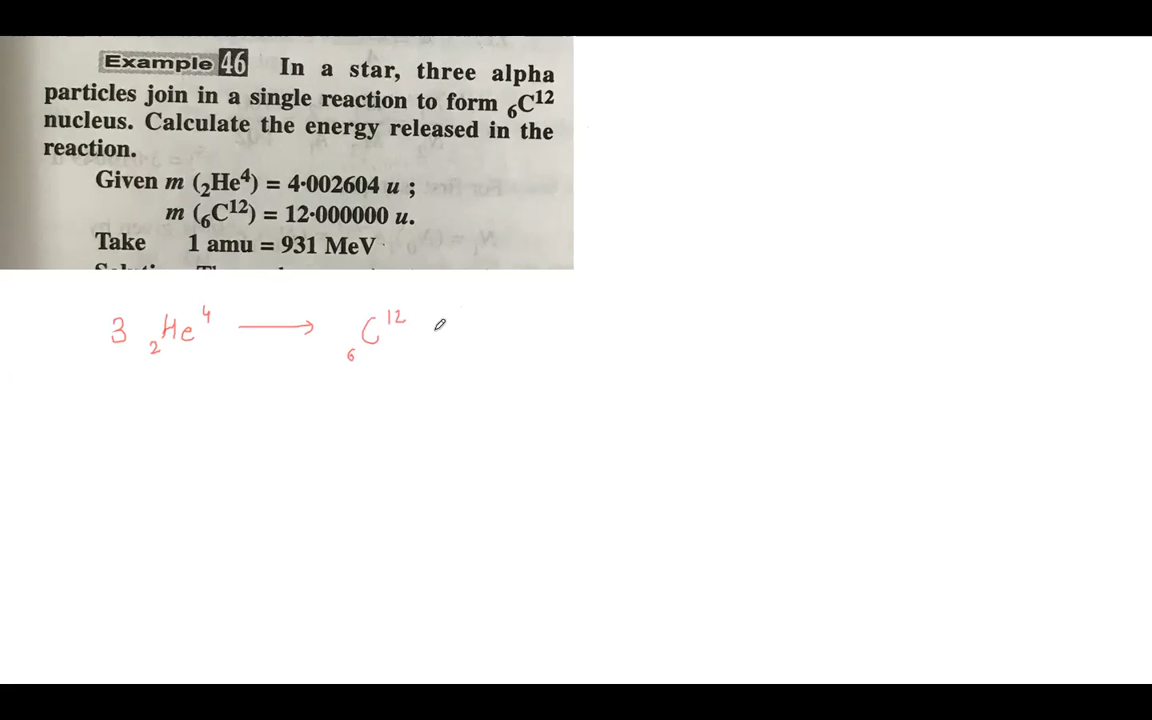 Example 46 In a star, three alpha
particles join in a single reaction to form ₆C¹²
nucleus. Calculate the energy released in the
reaction.
Given m (₂He⁴) = 4·002604 u ;
m (₆C¹²) = 12·000000 u.
Take 1 amu = 931 MeV
3 ₂He⁴ ⟶ ₆C¹²